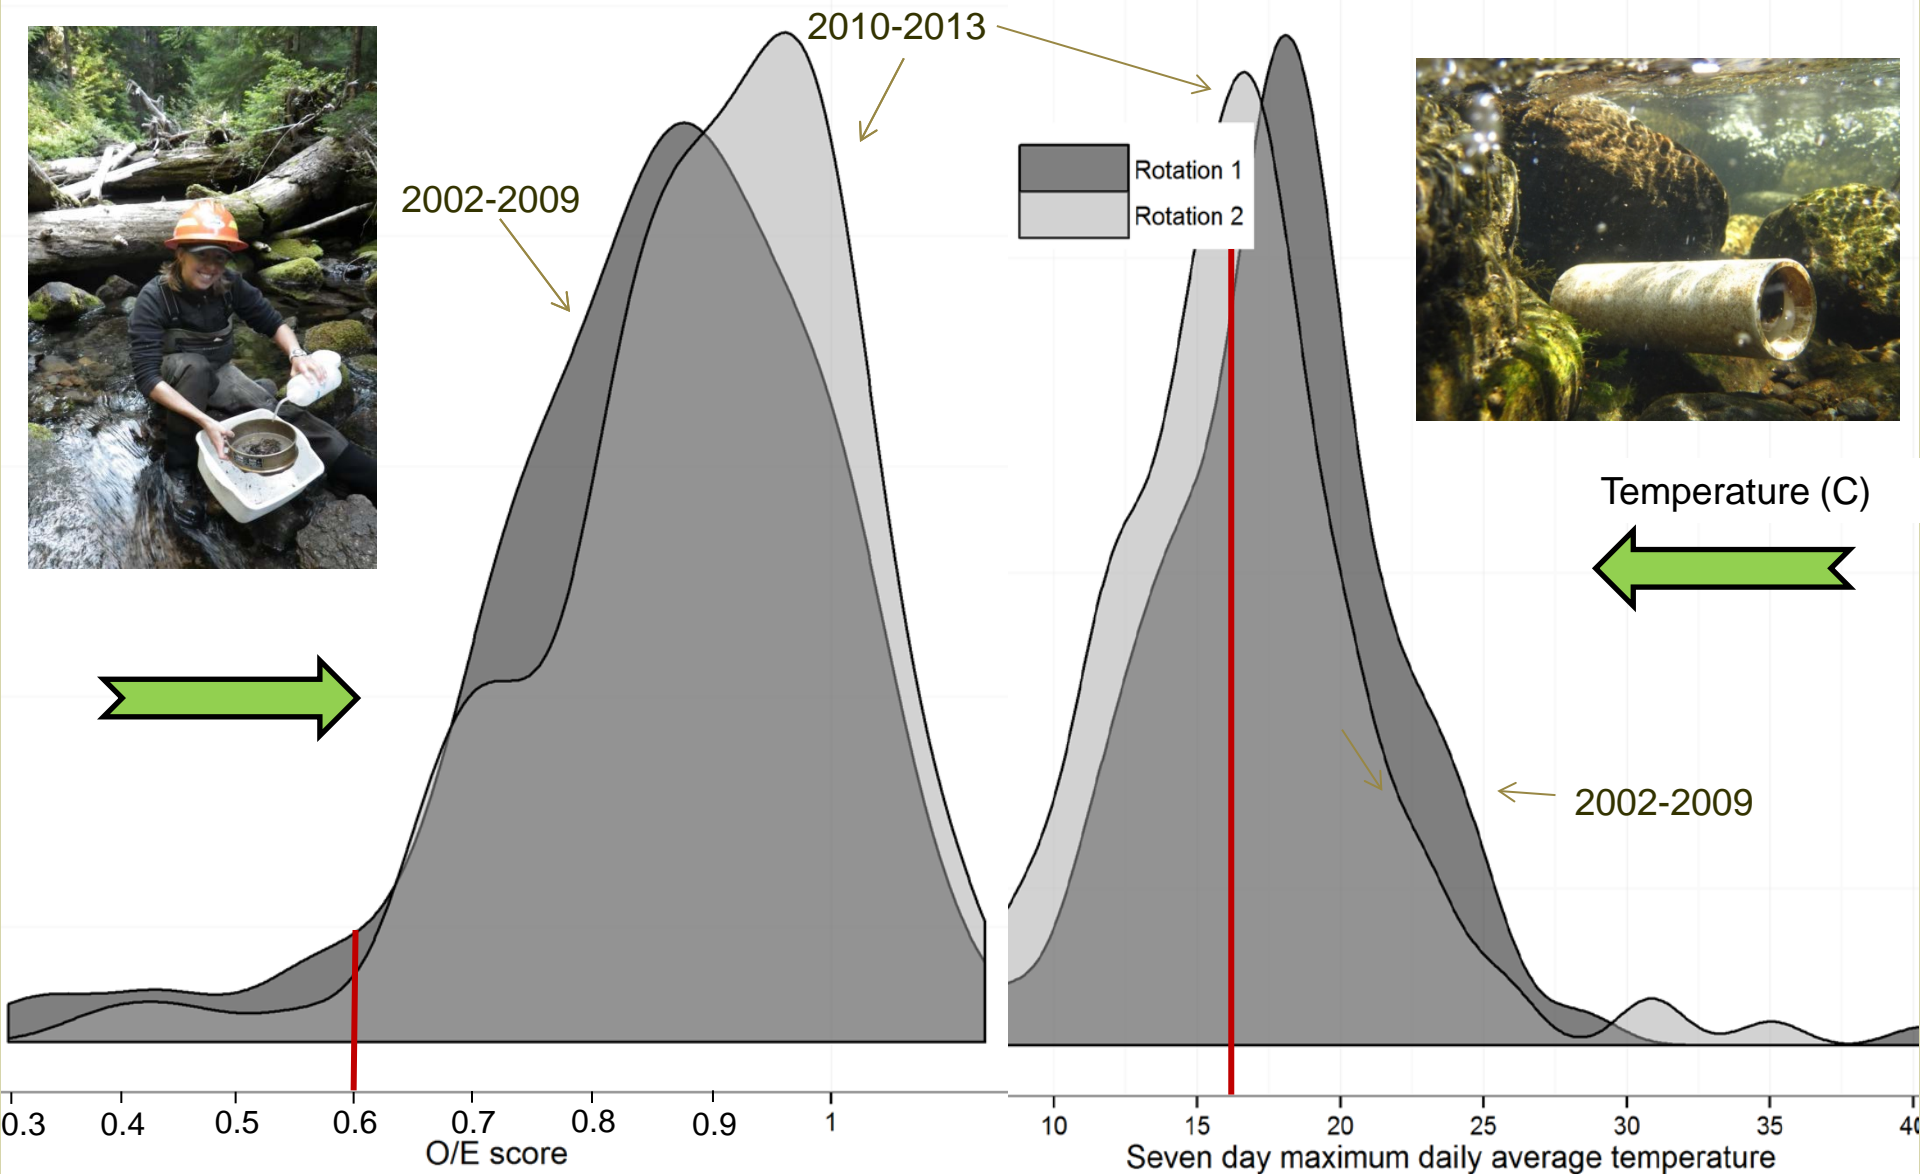 2010-2013
2002-2009
Rotation 1
Rotation 2
Temperature (C)
2002-2009
0.3 0.4 0.5 0.6 0.7 0.8 0.9 1
O/E score
10 15 20 25 30 35 40
Seven day maximum daily average temperature